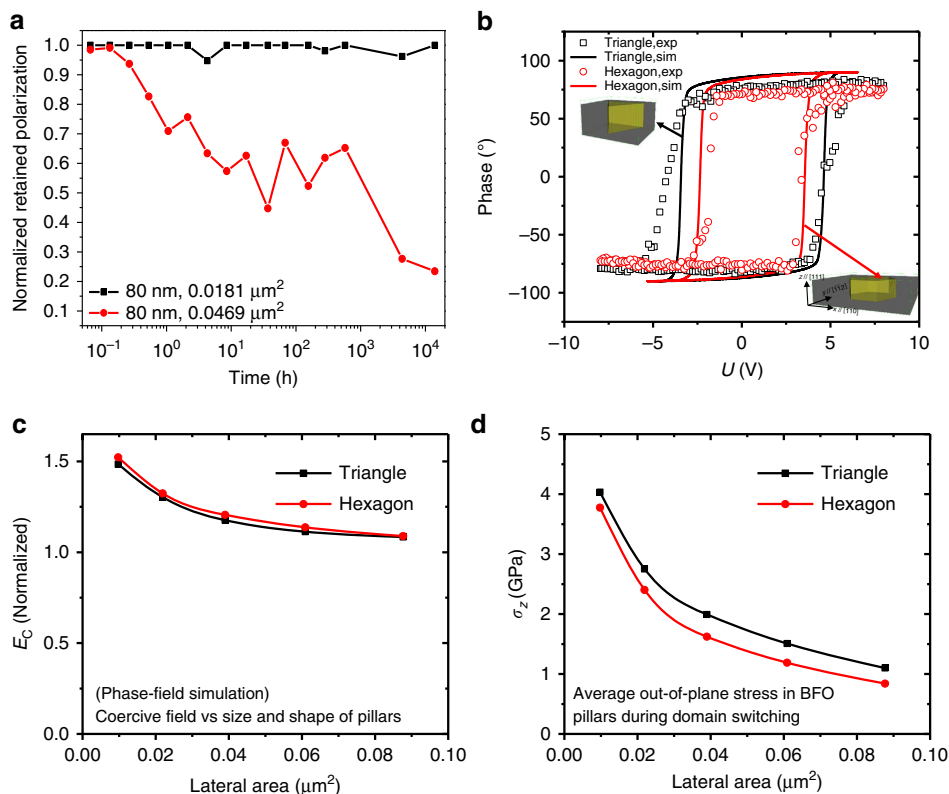 a
Normalized retained polarization
1.0
0.9
0.8
0.7
0.6
0.5
0.4
0.3
0.2
0.1
80 nm, 0.0181 μm²
80 nm, 0.0469 μm²
10⁻¹ 10⁰ 10¹ 10² 10³ 10⁴
Time (h)
b
Phase (°)
100
50
0
−50
−100
Triangle,exp
Triangle,sim
Hexagon,exp
Hexagon,sim
z // [111]
x // [110]
−10 −5 0 5 10
U (V)
c
E_C (Normalized)
1.5
1.0
0.5
0.0
Triangle
Hexagon
(Phase-field simulation)
Coercive field vs size and shape of pillars
0.00 0.02 0.04 0.06 0.08 0.10
Lateral area (μm²)
d
σ_z (GPa)
5
4
3
2
1
0
Triangle
Hexagon
Average out-of-plane stress in BFO
pillars during domain switching
0.00 0.02 0.04 0.06 0.08 0.10
Lateral area (μm²)